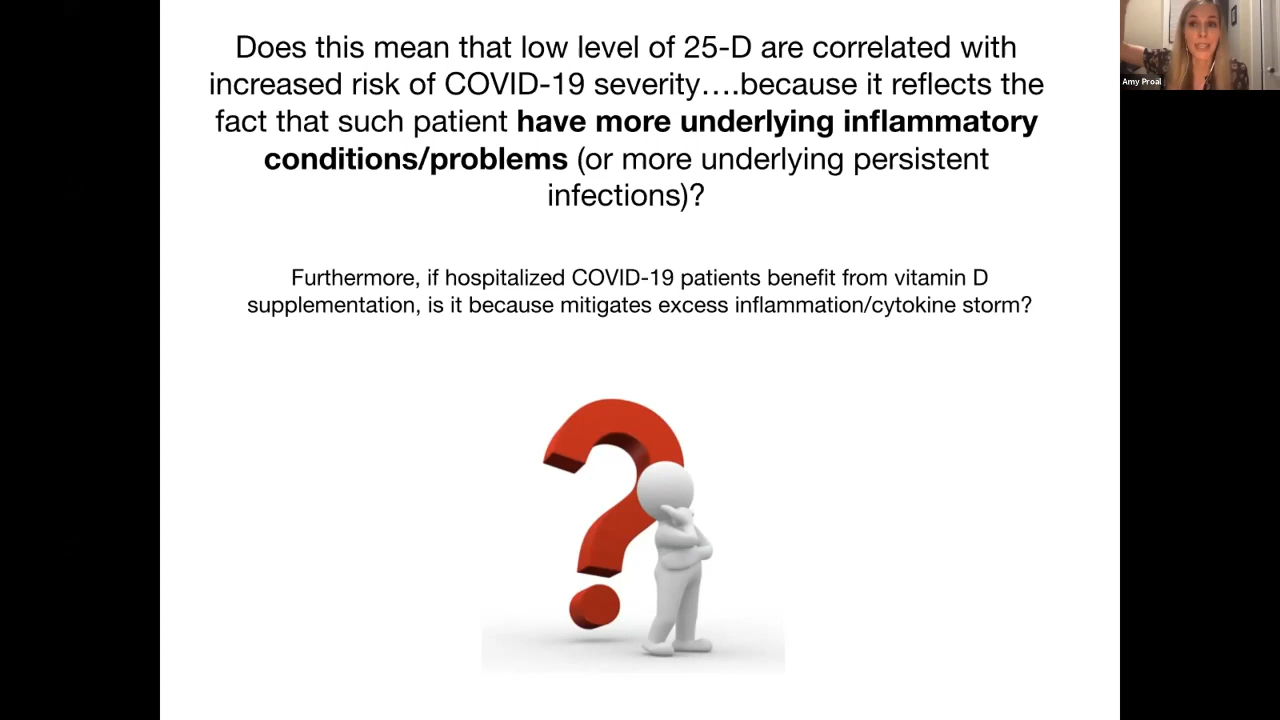 Does this mean that low level of 25-D are correlated with
increased risk of COVID-19 severity….because it reflects the
fact that such patient have more underlying inflammatory
conditions/problems (or more underlying persistent
infections)?
Furthermore, if hospitalized COVID-19 patients benefit from vitamin D
supplementation, is it because mitigates excess inflammation/cytokine storm?
Amy Proal